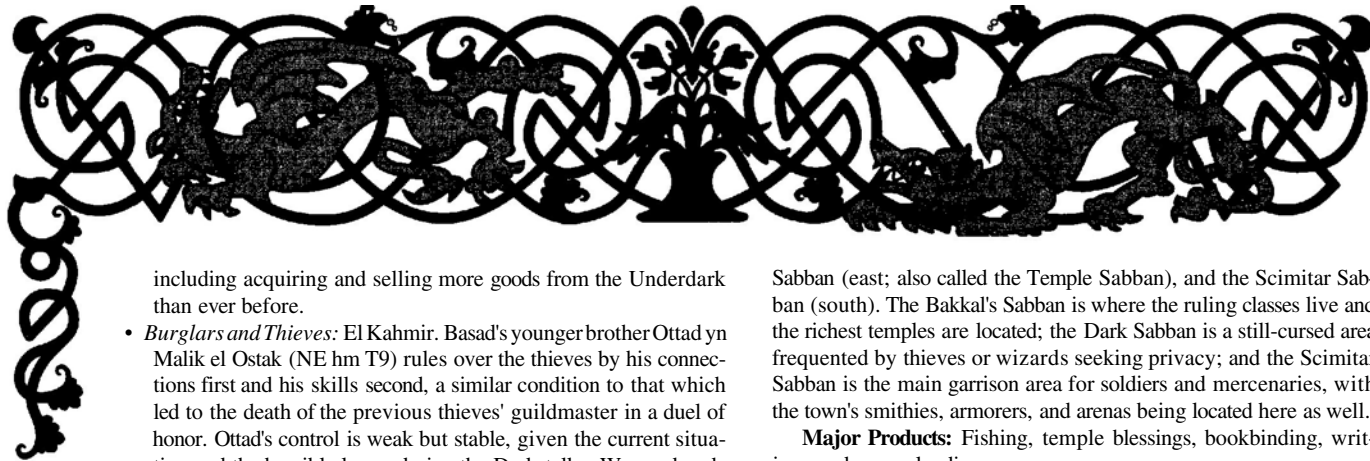 including acquiring and selling more goods from the Underdark
than ever before.
• Burglars and Thieves: El Kahmir. Basad's younger brother Ottad yn
Malik el Ostak (NE hm T9) rules over the thieves by his connec-
tions first and his skills second, a similar condition to that which
led to the death of the previous thieves' guildmaster in a duel of
honor. Ottad's control is weak but stable, given the current situa-
Sabban (east; also called the Temple Sabban), and the Scimitar Sab-
ban (south). The Bakkal's Sabban is where the ruling classes live and
the richest temples are located; the Dark Sabban is a still-cursed area
frequented by thieves or wizards seeking privacy; and the Scimitar
Sabban is the main garrison area for soldiers and mercenaries, with
the town's smithies, armorers, and arenas being located here as well.
Major Products: Fishing, temple blessings, bookbinding, writ-